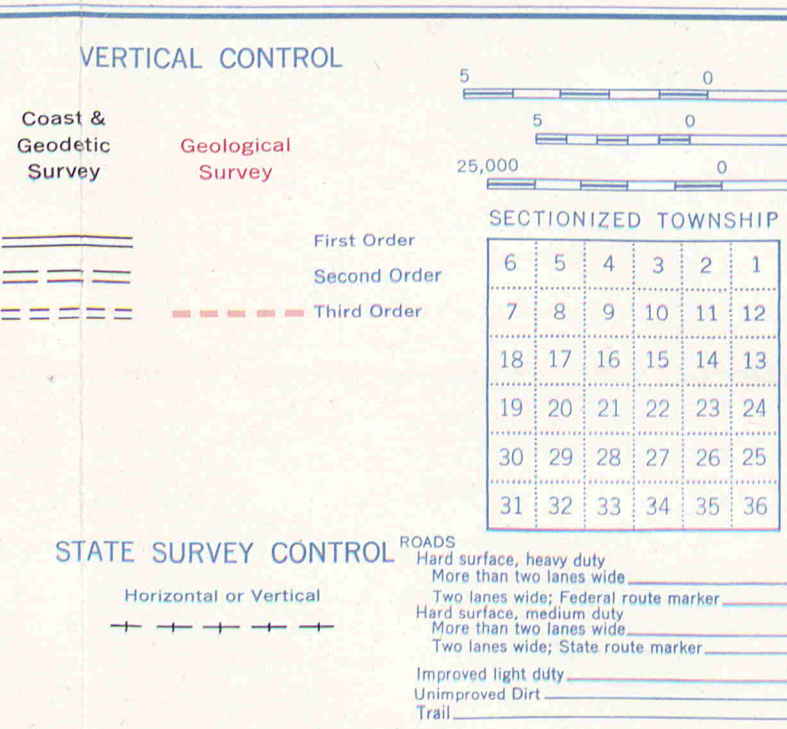 VERTICAL CONTROL
Coast &
Geodetic
Survey
Geological
Survey
First Order
Second Order
Third Order
5 0
5 0
25,000 0
SECTIONIZED TOWNSHIP
6 5 4 3 2 1
7 8 9 10 11 12
18 17 16 15 14 13
19 20 21 22 23 24
30 29 28 27 26 25
31 32 33 34 35 36
STATE SURVEY CONTROL
Horizontal or Vertical
ROADS
Hard surface, heavy duty
More than two lanes wide
Two lanes wide; Federal route marker
Hard surface, medium duty
More than two lanes wide
Two lanes wide; State route marker
Improved light duty
Unimproved Dirt
Trail